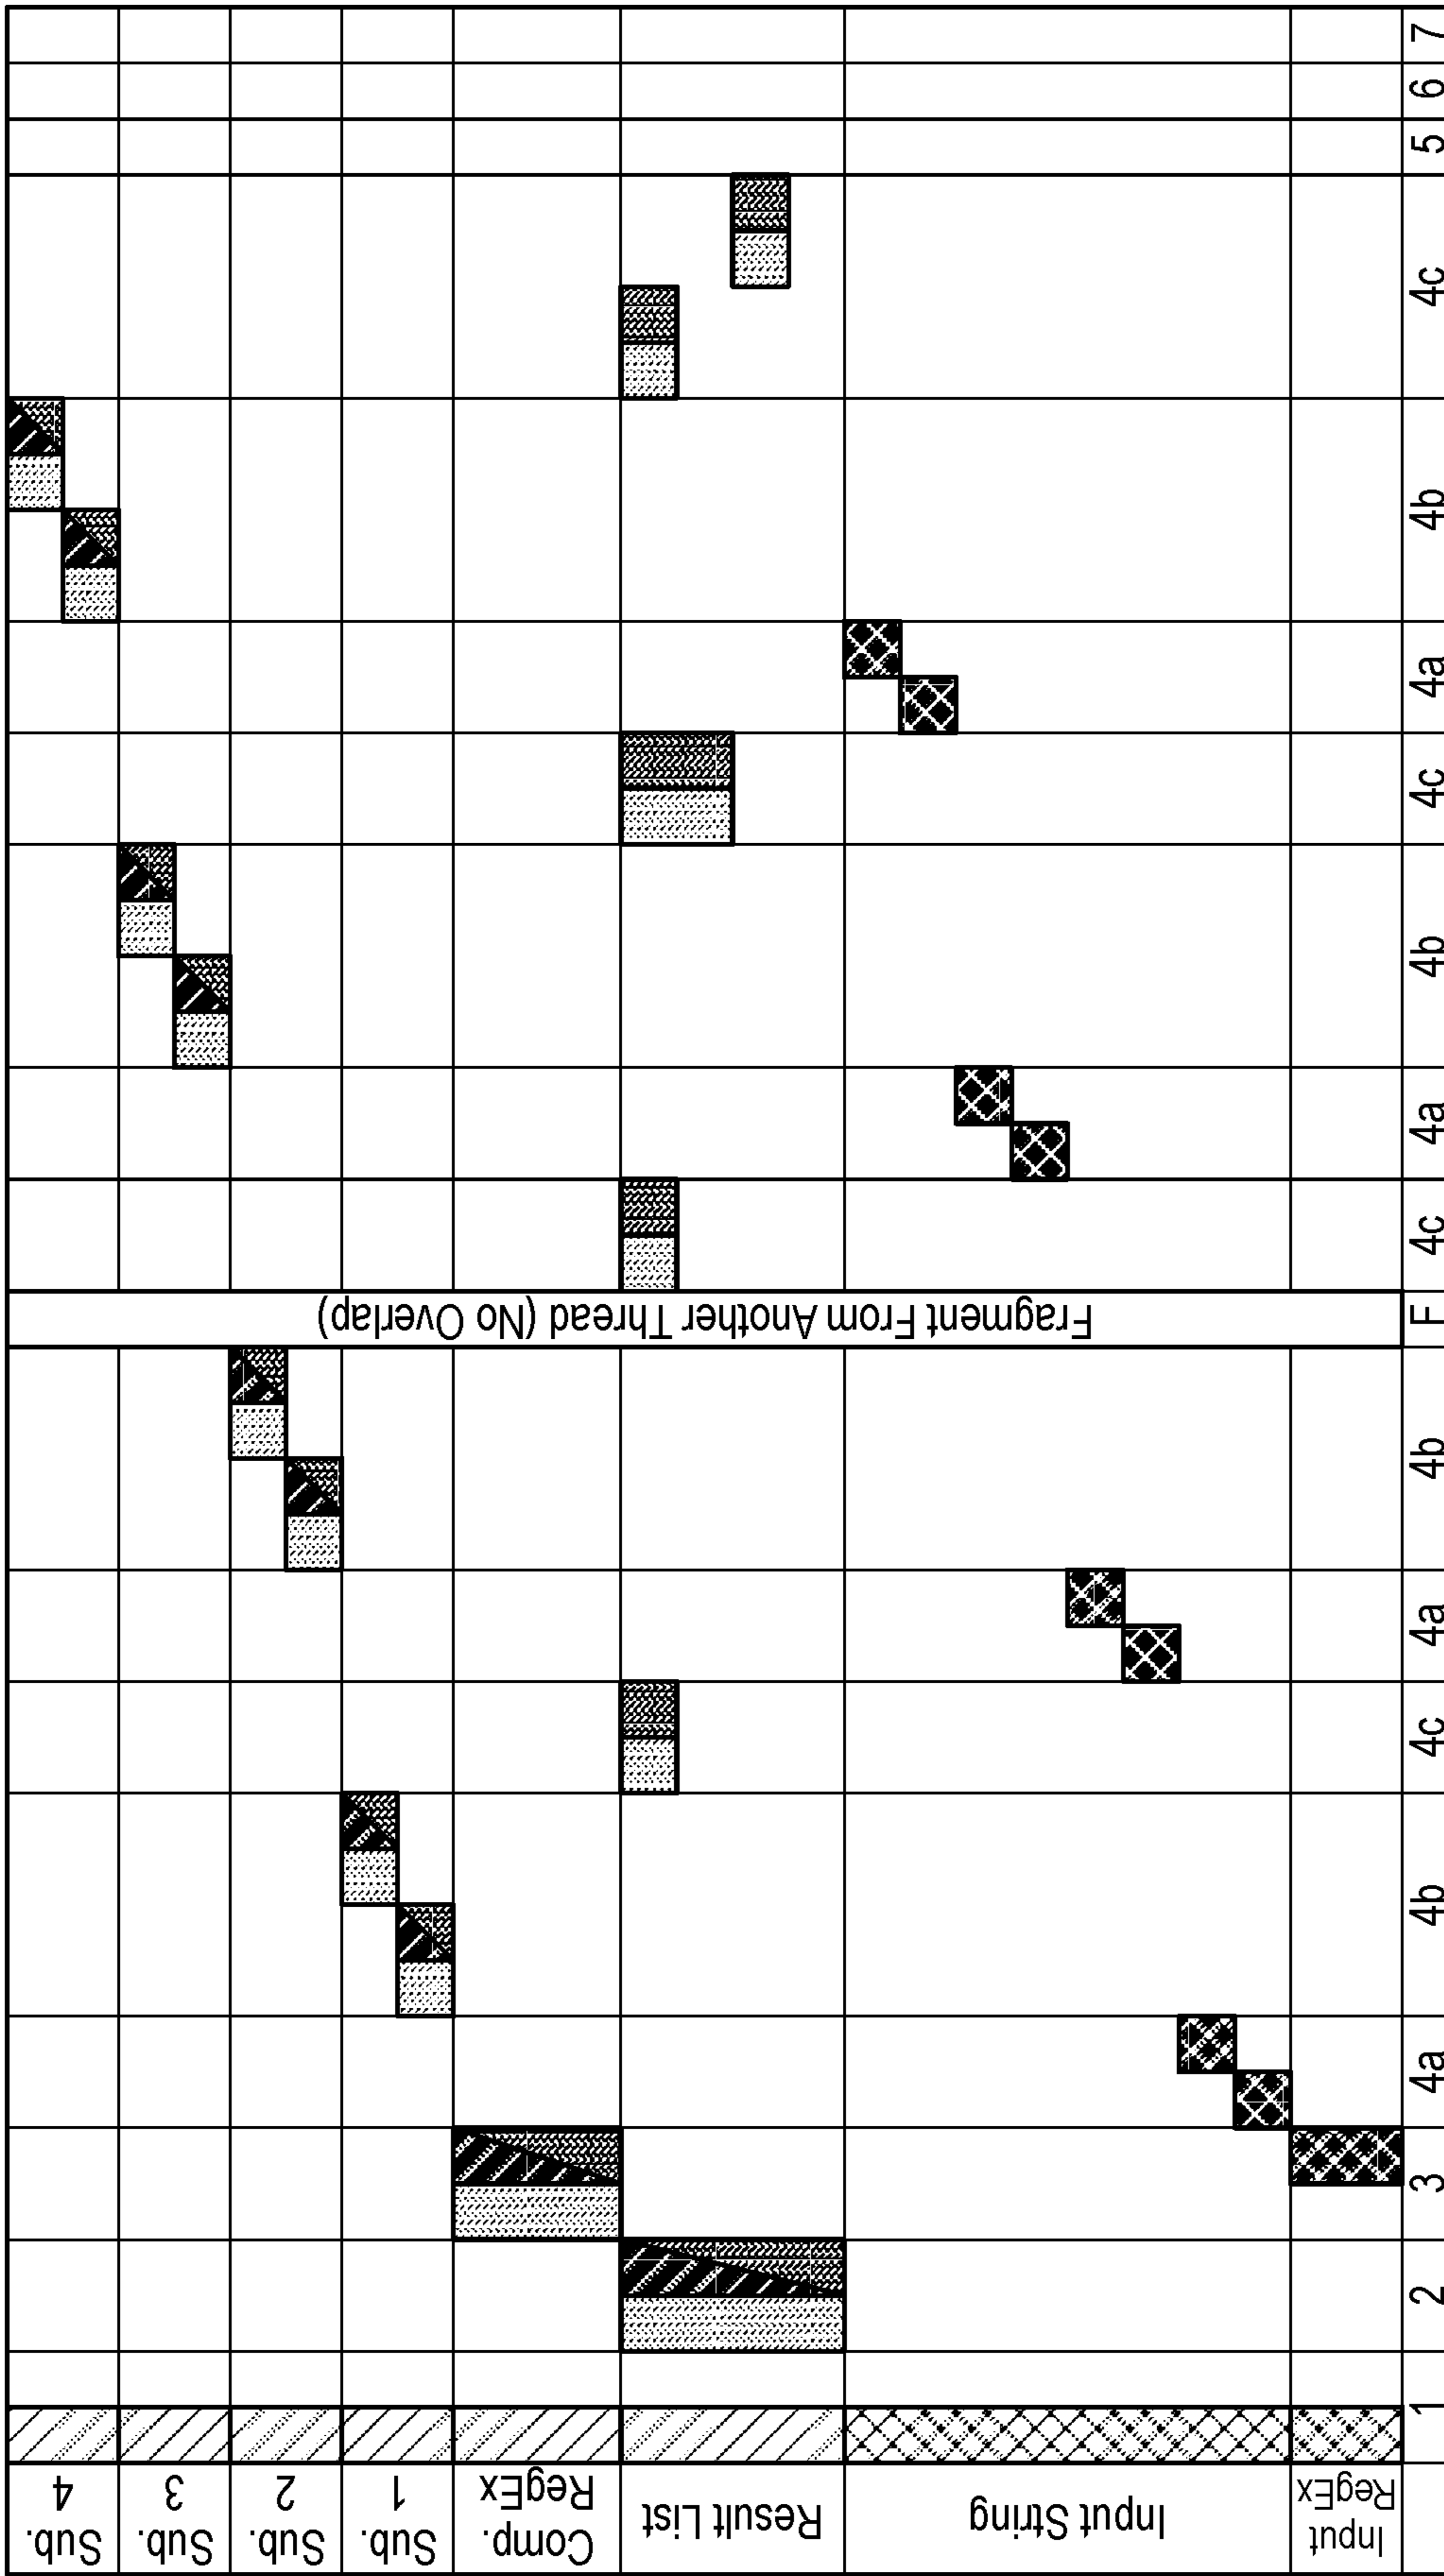 Input
RegEx
Input String
Result List
Comp.
RegEx
Sub.
1
Sub.
2
Sub.
3
Sub.
4
Fragment From Another Thread (No Overlap)
1 2 3 4a 4b 4c 4a 4b F 4c 4a 4b 4c 4a 4b 4c 5 6 7